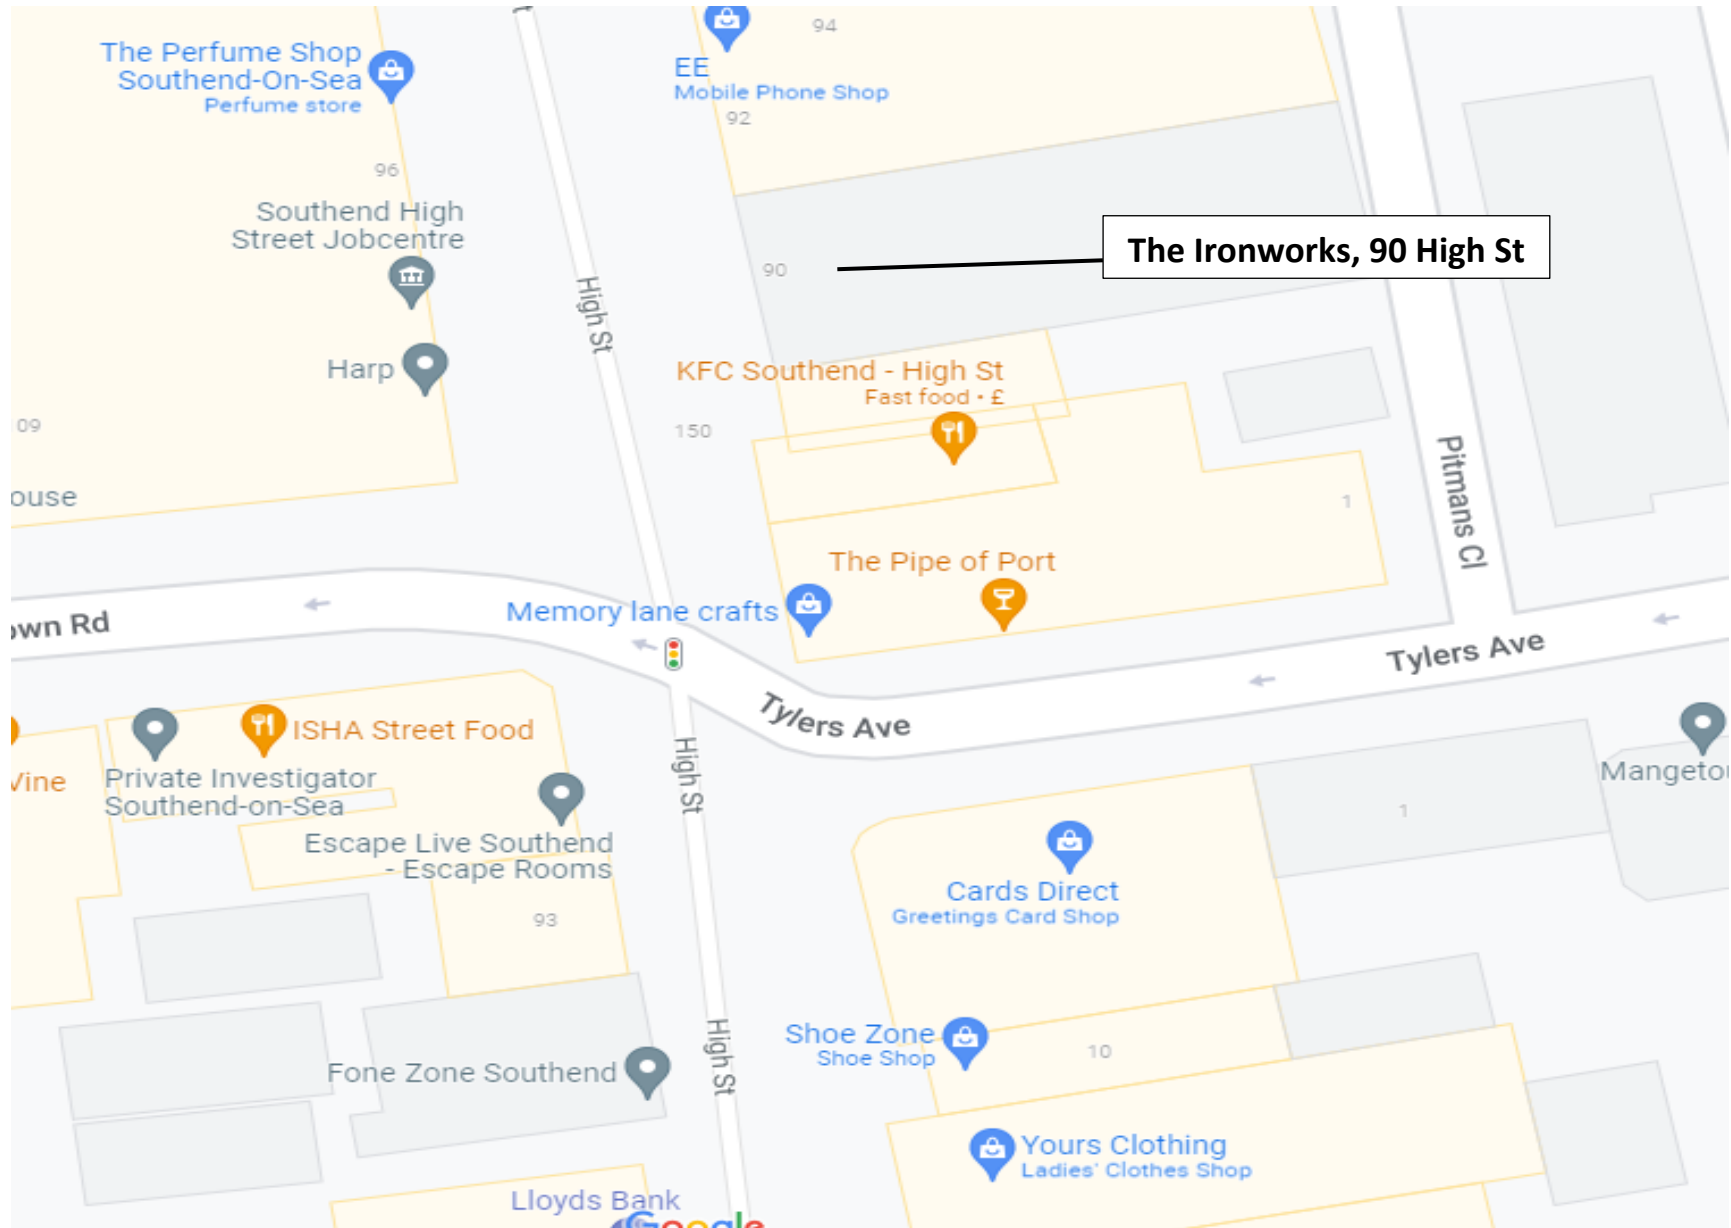 94
The Perfume Shop
Southend-On-Sea
Perfume store
EE
Mobile Phone Shop
92
96
Southend High
Street Jobcentre
The Ironworks, 90 High St
90
High St
Harp
KFC Southend - High St
Fast food • £
150
09
ouse
Pitmans Cl
1
The Pipe of Port
Memory lane crafts
own Rd
Tylers Ave
Tylers Ave
ISHA Street Food
Vine
Private Investigator
Southend-on-Sea
High St
Mangetou
1
Escape Live Southend
- Escape Rooms
Cards Direct
Greetings Card Shop
93
Shoe Zone
Shoe Shop
10
High St
Fone Zone Southend
Yours Clothing
Ladies' Clothes Shop
Lloyds Bank
Google